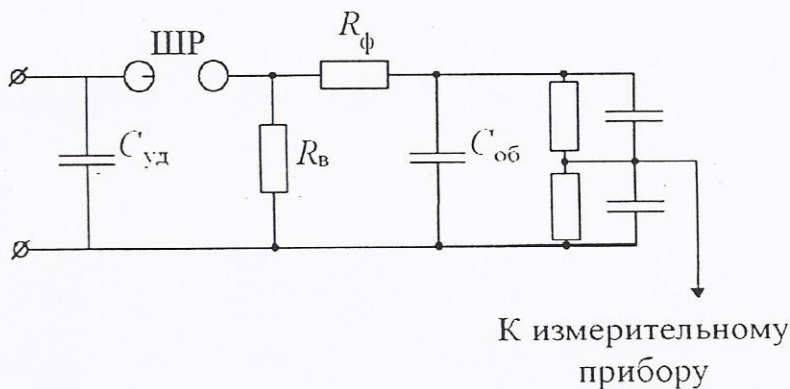 ШР
Rф
Cуд
Rв
Cоб
К измерительному
прибору